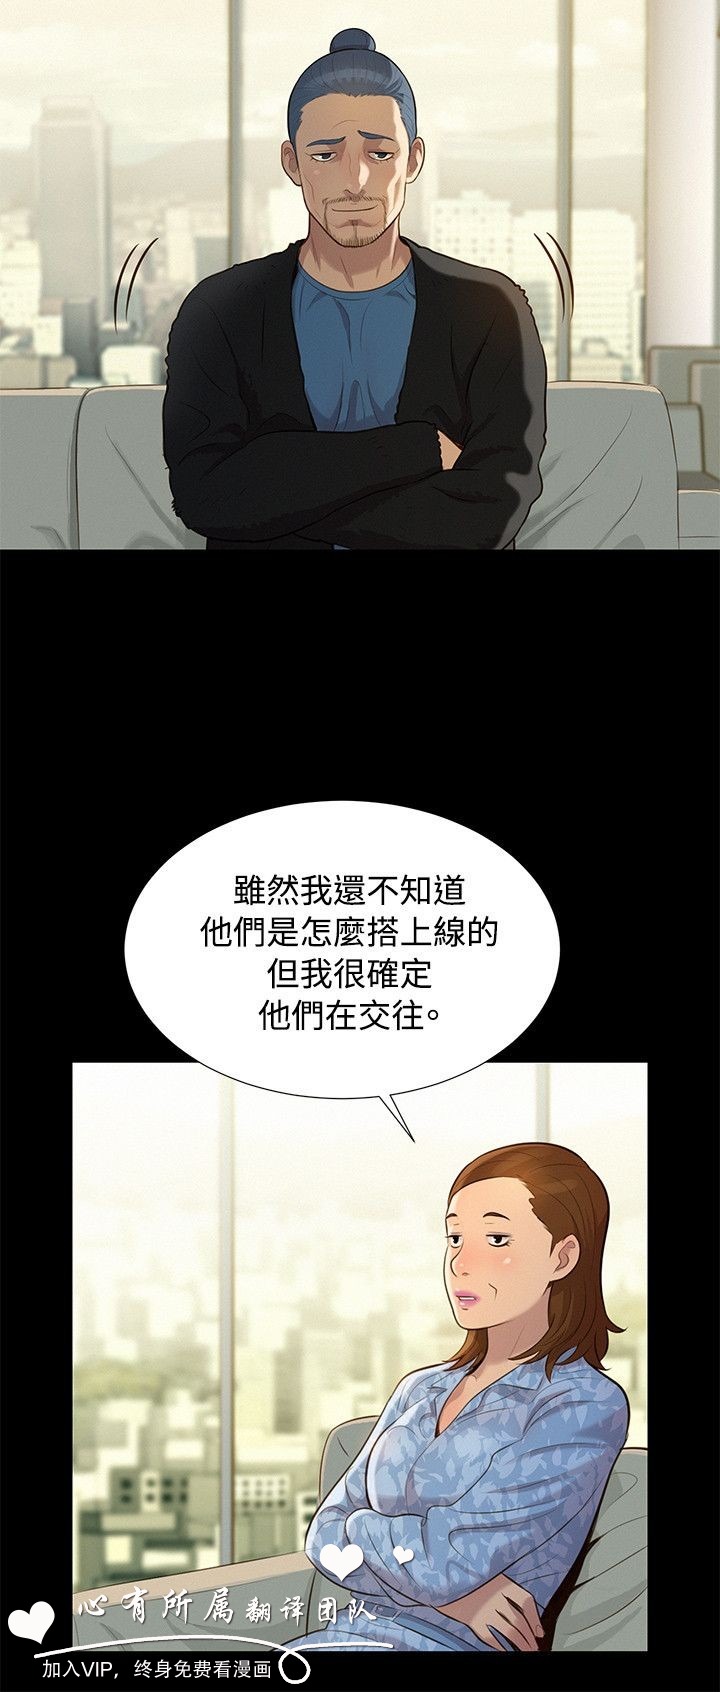 雖然我還不知道
他們是怎麼搭上線的
但我很確定
他們在交往。
心有所属翻译团队
加入VIP，终身免费看漫画